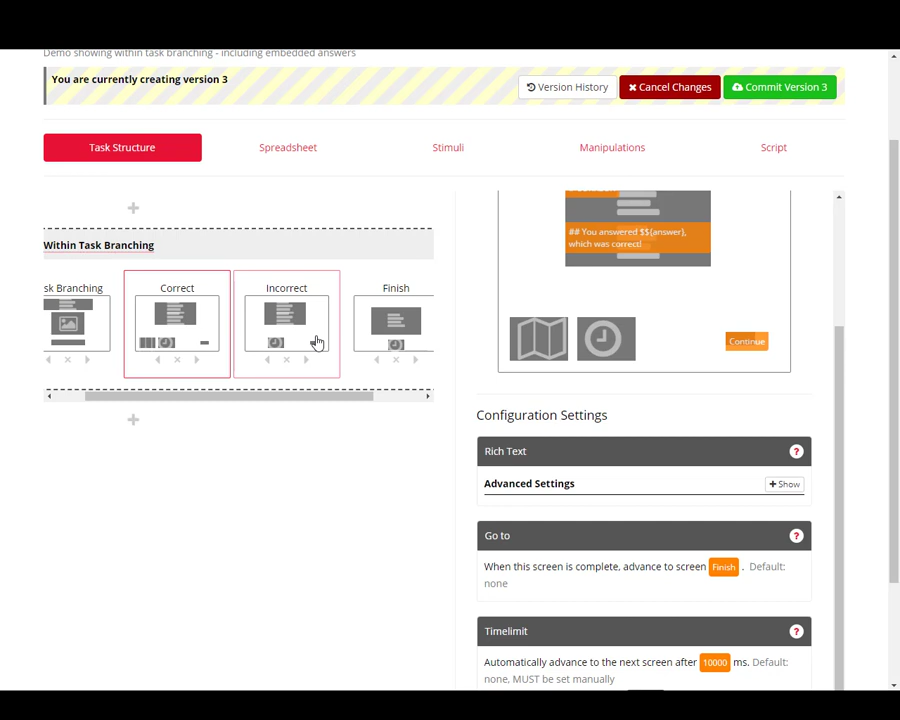 Demo showing within task branching - including embedded answers
You are currently creating version 3
Version History
Cancel Changes
Commit Version 3
Task Structure
Spreadsheet
Stimuli
Manipulations
Script
Within Task Branching
sk Branching
Correct
Incorrect
Finish
## You answered $${answer},
which was correct!
Continue
Configuration Settings
Rich Text
?
Advanced Settings
+ Show
Go to
?
When this screen is complete, advance to screen Finish . Default:
none
Timelimit
?
Automatically advance to the next screen after 10000 ms. Default:
none, MUST be set manually